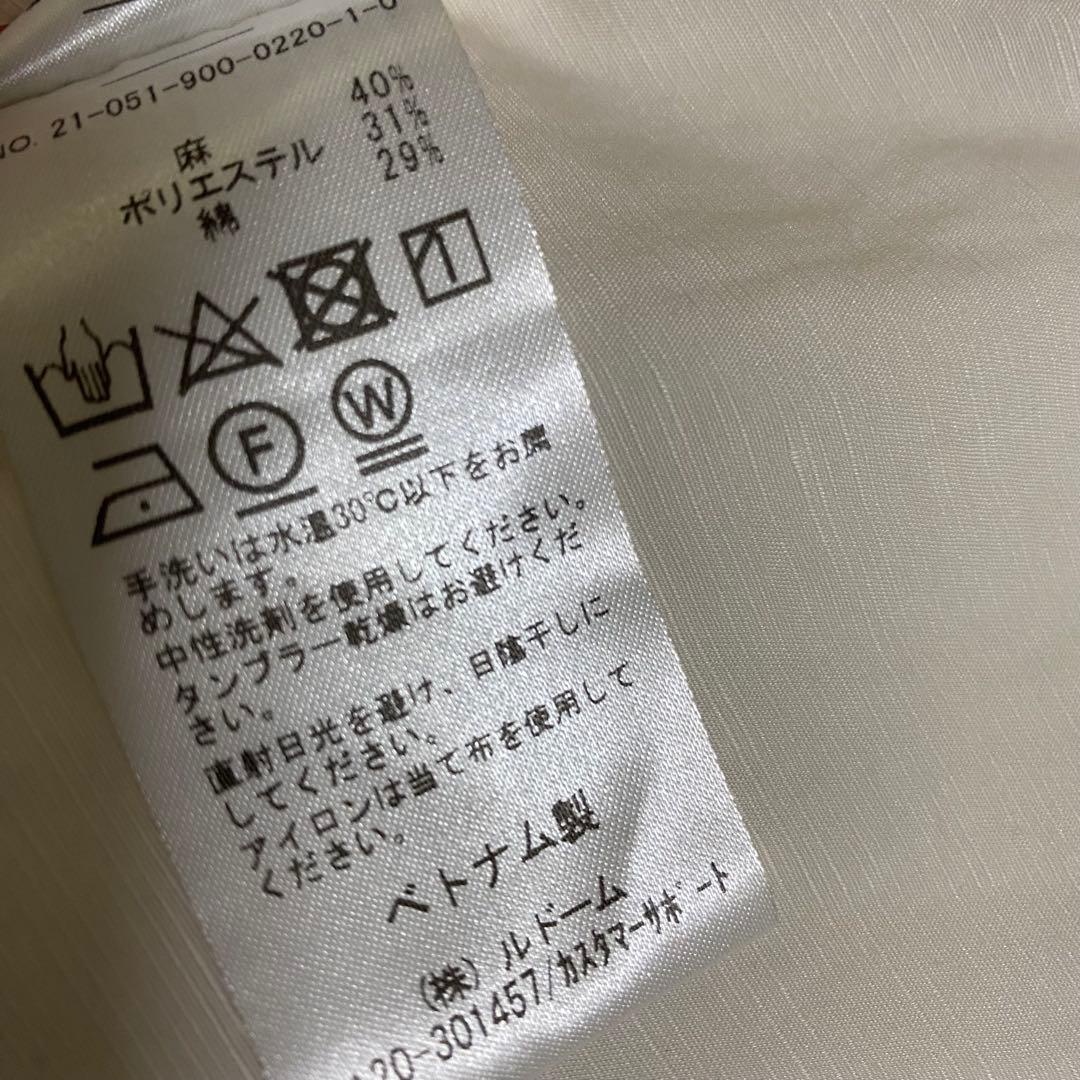 NO. 21-051-900-0220-1-0
麻 40%
ポリエステル 31%
綿 29%
F W
手洗いは水温30℃以下をお奨
めします。
中性洗剤を使用してください。
タンブラー乾燥はお避けくだ
さい。
直射日光を避け、日陰干しに
してください。
アイロンは当て布を使用して
ください。
ベトナム製
(株)ルドーム
20-301457/カスタマーサポート